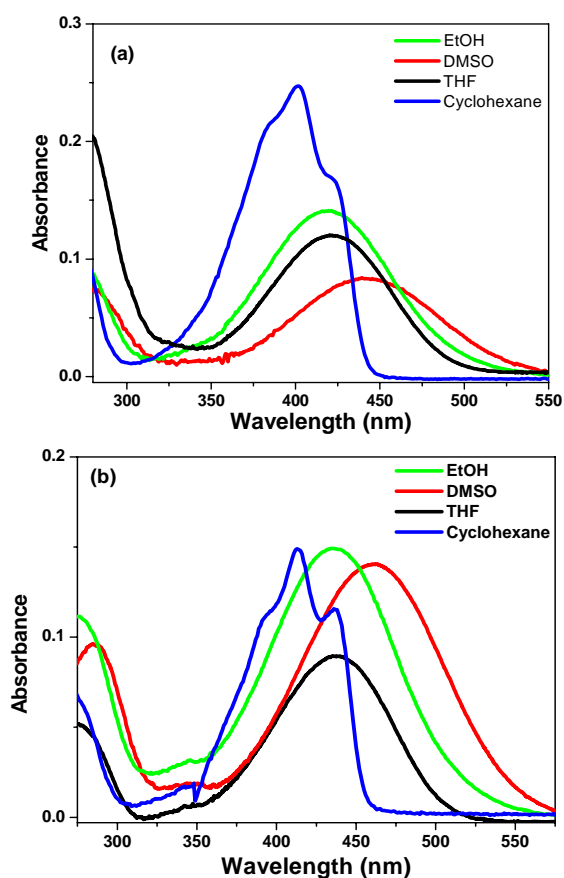 0.3
(a)
EtOH
DMSO
THF
Cyclohexane
0.2
0.1
0.0
Absorbance
300 350 400 450 500 550
Wavelength (nm)
0.2
(b)
EtOH
DMSO
THF
Cyclohexane
0.1
0.0
Absorbance
300 350 400 450 500 550
Wavelength (nm)